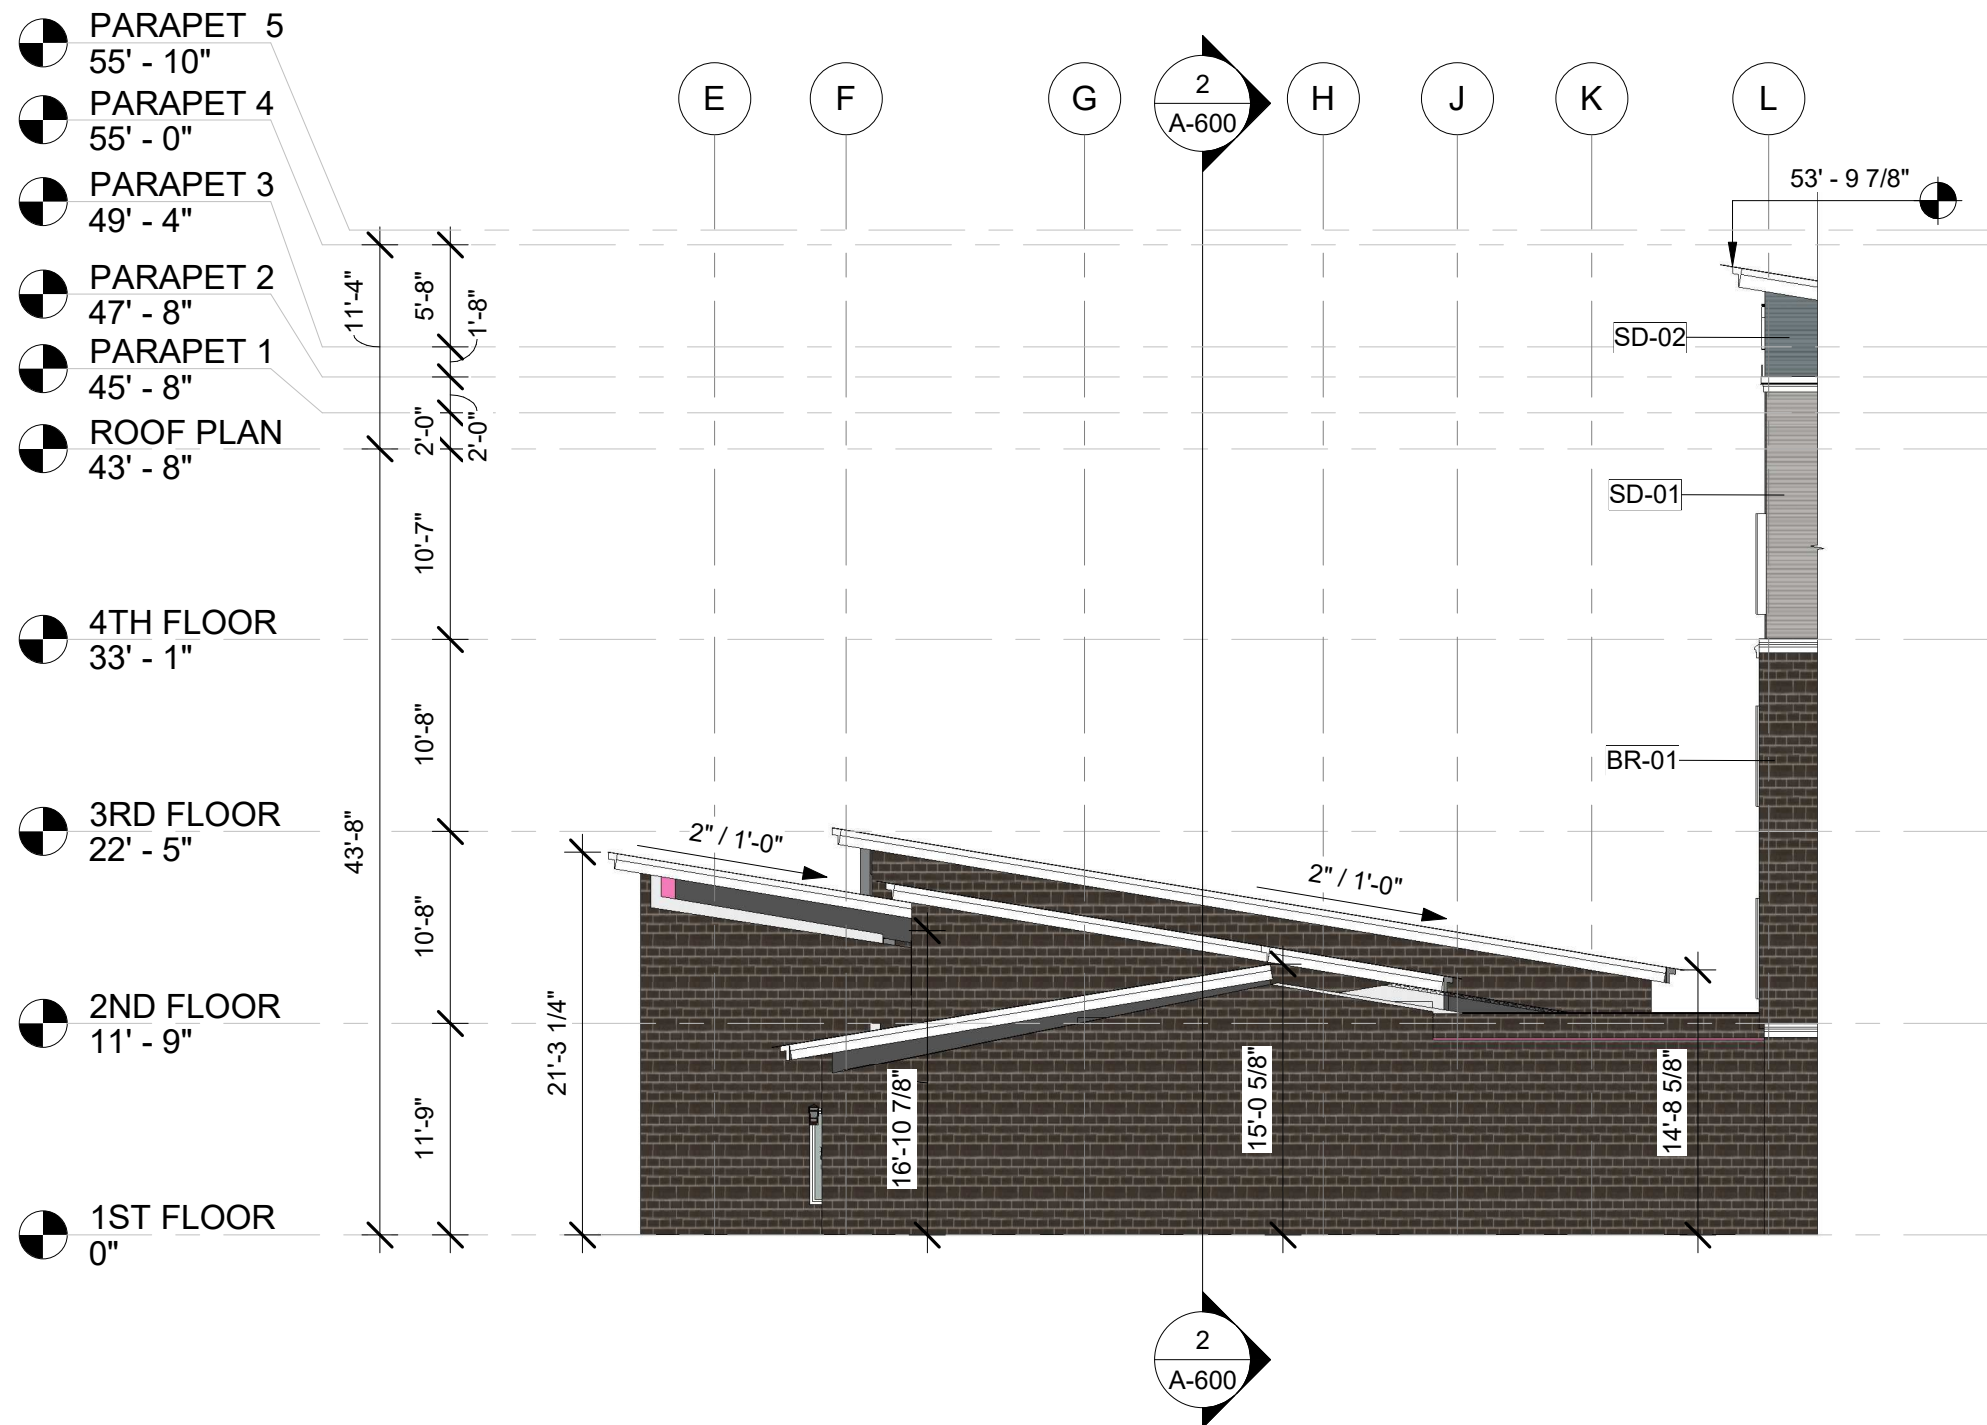 PARAPET 5
55' - 10"
PARAPET 4
55' - 0"
PARAPET 3
49' - 4"
PARAPET 2
47' - 8"
PARAPET 1
45' - 8"
ROOF PLAN
43' - 8"
4TH FLOOR
33' - 1"
3RD FLOOR
22' - 5"
2ND FLOOR
11' - 9"
1ST FLOOR
0"
11'-4"
43'-8"
5'-8"
1'-8"
2'-0"
2'-0"
10'-7"
10'-8"
10'-8"
11'-9"
E
F
G
2
A-600
H
J
K
L
53' - 9 7/8"
SD-02
SD-01
BR-01
2" / 1'-0"
2" / 1'-0"
21'-3 1/4"
16'-10 7/8"
15'-0 5/8"
14'-8 5/8"
2
A-600